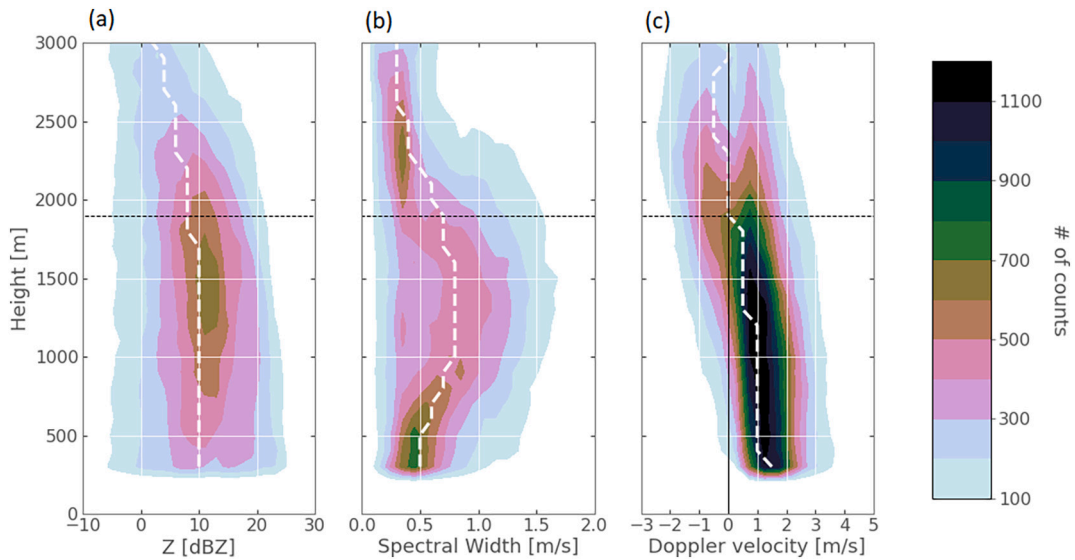 (a) (b) (c)
3000
2500
2000
1500
1000
500
0
Height [m]
-10 0 10 20 30
Z [dBZ]
0.0 0.5 1.0 1.5 2.0
Spectral Width [m/s]
-3 -2 -1 0 1 2 3 4 5
Doppler velocity [m/s]
1100
900
700
500
300
100
# of counts